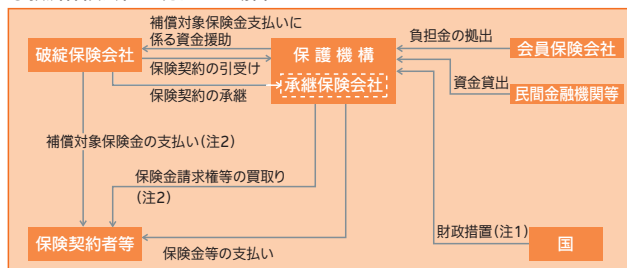 補償対象保険金支払いに
係る資金援助
破綻保険会社
保護機構
負担金の拠出
会員保険会社
保険契約の引受け
承継保険会社
資金貸出
民間金融機関等
保険契約の承継
補償対象保険金の支払い(注2)
保険金請求権等の買取り
(注2)
保険契約者等
財政措置(注1)
国
保険金等の支払い